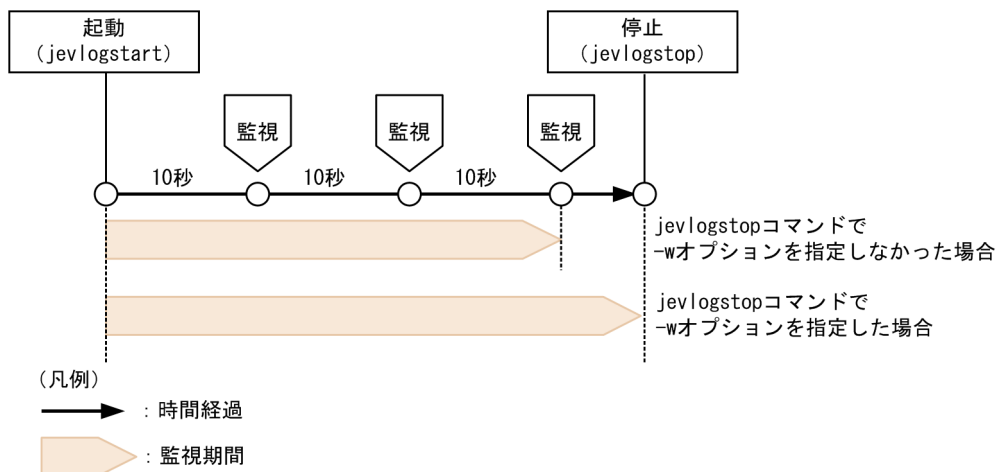 起動
(jevlogstart)
停止
(jevlogstop)
監視
監視
監視
10秒
10秒
10秒
jevlogstopコマンドで
-wオプションを指定しなかった場合
jevlogstopコマンドで
-wオプションを指定した場合
(凡例)
：時間経過
：監視期間